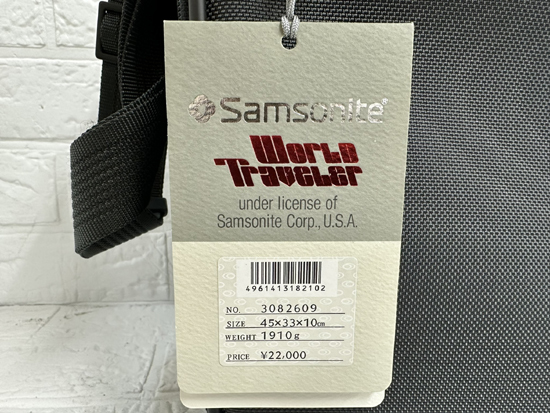 Samsonite®
World
Traveler
under license of
Samsonite Corp., U.S.A.
4961413182102
NO. 3082609
SIZE 45×33×10cm
WEIGHT 1910g
PRICE ¥22,000